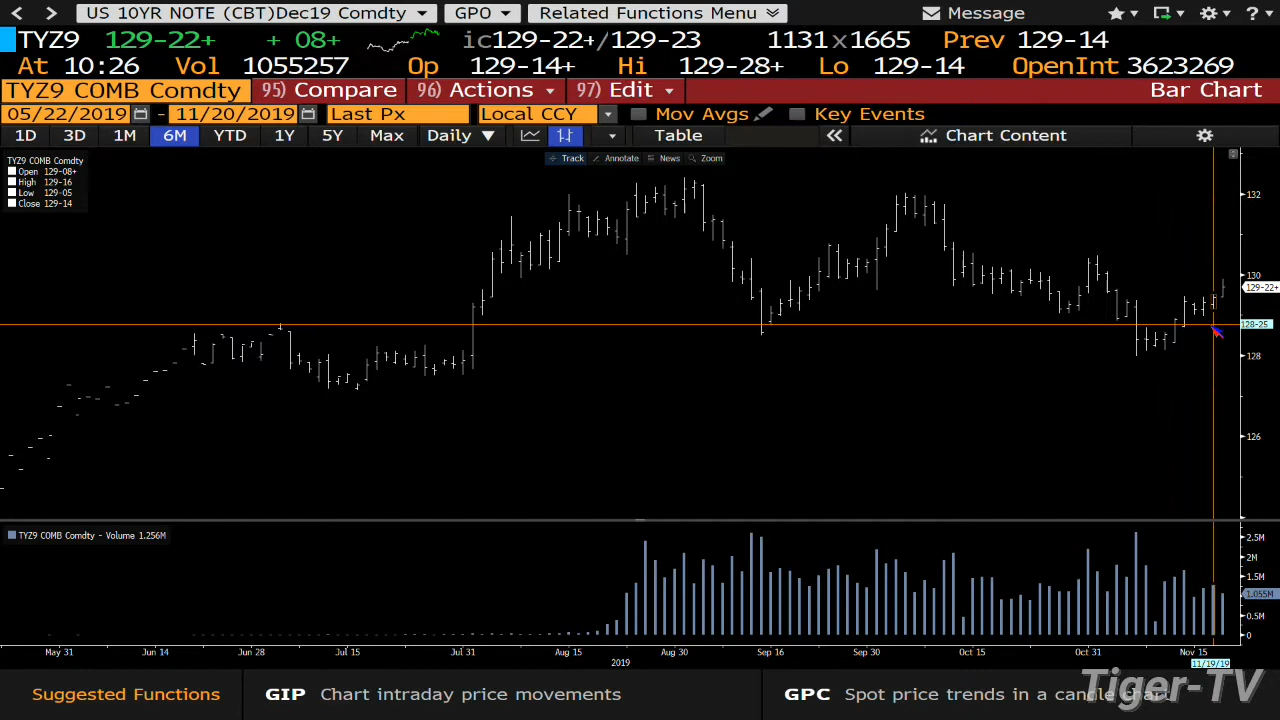 US 10YR NOTE (CBT)Dec19 Comdty GPO Related Functions Menu Message ?
TYZ9 129-22+ + 08+ ic129-22+/129-23 1131x1665 Prev 129-14
At 10:26 Vol 1055257 Op 129-14+ Hi 129-28+ Lo 129-14 OpenInt 3623269
TYZ9 COMB Comdty 95) Compare 96) Actions 97) Edit Bar Chart
05/22/2019 - 11/20/2019 Last Px Local CCY Mov Avgs Key Events
1D 3D 1M 6M YTD 1Y 5Y Max Daily ▼ Table « Chart Content
Track Annotate News Zoom
TYZ9 COMB Comdty
Open 129-08+
High 129-16
Low 129-05
Close 129-14
132
130
129-22+
128-25
128
126
TYZ9 COMB Comdty - Volume 1.256M
2.5M
2M
1.5M
1.055M
0.5M
0
May 31 Jun 14 Jun 28 Jul 15 Jul 31 Aug 15 Aug 30 Sep 16 Sep 30 Oct 15 Oct 31 Nov 15
2019 11/19/19
Suggested Functions GIP Chart intraday price movements GPC Spot price trends in a candle chart
Tiger-TV